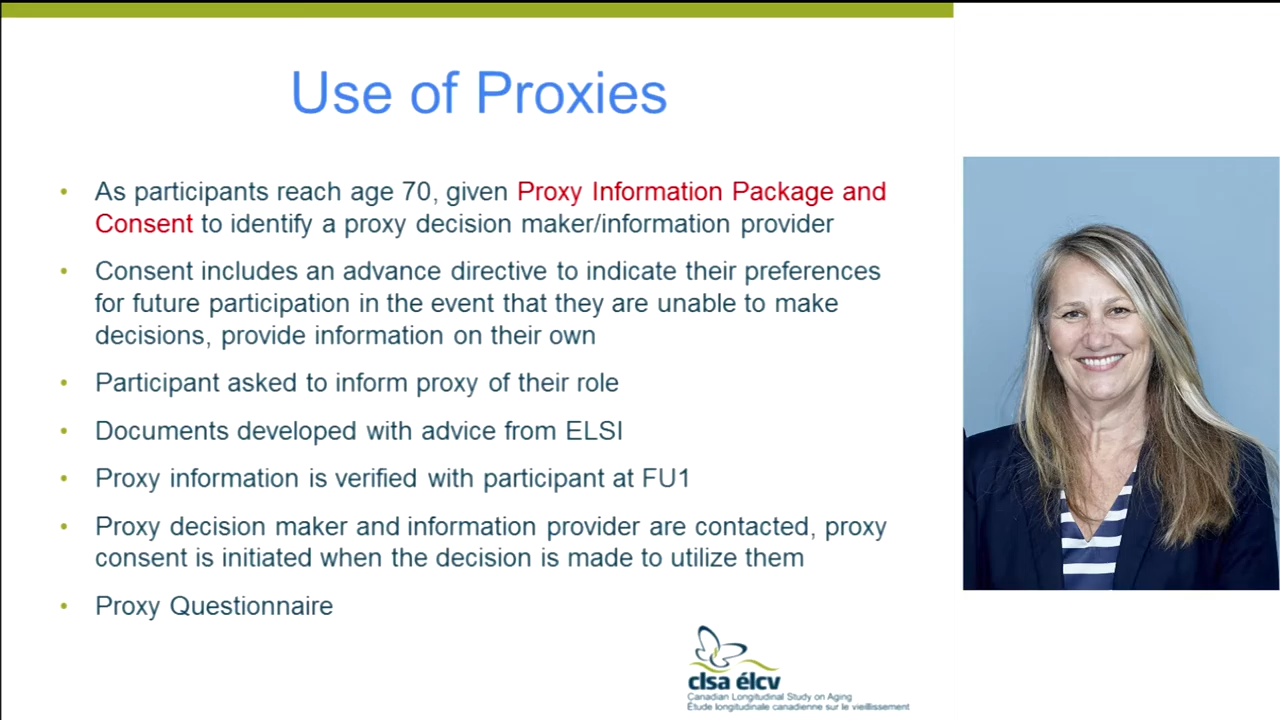 Use of Proxies
• As participants reach age 70, given Proxy Information Package and
Consent to identify a proxy decision maker/information provider
• Consent includes an advance directive to indicate their preferences
for future participation in the event that they are unable to make
decisions, provide information on their own
• Participant asked to inform proxy of their role
• Documents developed with advice from ELSI
• Proxy information is verified with participant at FU1
• Proxy decision maker and information provider are contacted, proxy
consent is initiated when the decision is made to utilize them
• Proxy Questionnaire
clsa élcv
Canadian Longitudinal Study on Aging
Étude longitudinale canadienne sur le vieillissement